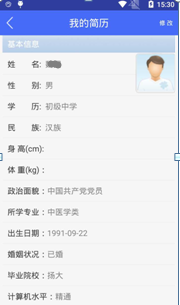 11:30
我的简历
修改
基本信息
姓 名:
性 别: 男
学 历: 初级中学
民 族: 汉族
身 高(cm):
体 重(kg):
政治面貌: 中国共产党党员
所学专业: 中医学类
出生日期: 1991-09-22
婚姻状况: 已婚
毕业院校: 扬大
计算机水平: 精通